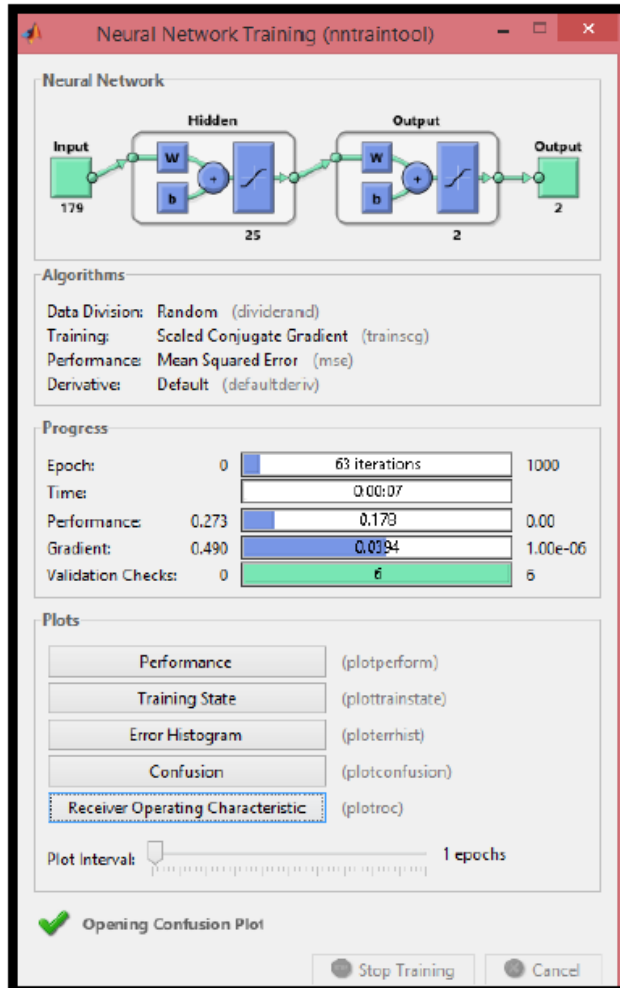 Neural Network Training (nntraintool)
Neural Network
Hidden Output
Input Output
W b + W b +
179 25 2 2
Algorithms
Data Division: Random (dividerand)
Training: Scaled Conjugate Gradient (trainscg)
Performance: Mean Squared Error (mse)
Derivative: Default (defaultderiv)
Progress
Epoch: 0 63 iterations 1000
Time: 0:00:07
Performance: 0.273 0.178 0.00
Gradient: 0.490 0.0394 1.00e-06
Validation Checks: 0 6 6
Plots
Performance (plotperform)
Training State (plottrainstate)
Error Histogram (ploterrhist)
Confusion (plotconfusion)
Receiver Operating Characteristic (plotroc)
Plot Interval: 1 epochs
Opening Confusion Plot
Stop Training Cancel